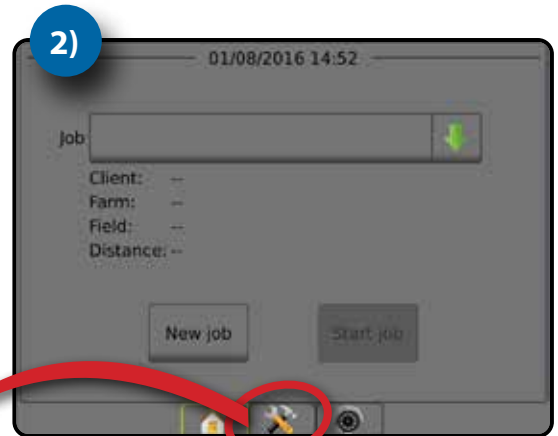 2)
01/08/2016 14:52
Job
Client: --
Farm: --
Field: --
Distance: --
New job
Start job